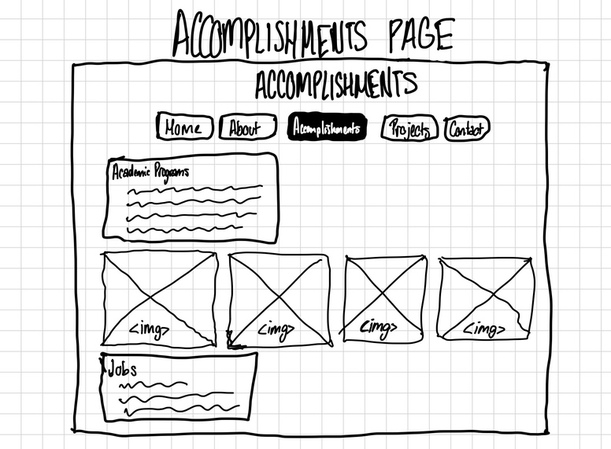 ACCOMPLISHMENTS PAGE
ACCOMPLISHMENTS
Home About Accomplishments Projects Contact
Academic Programs
<img> <img> <img> <img>
Jobs